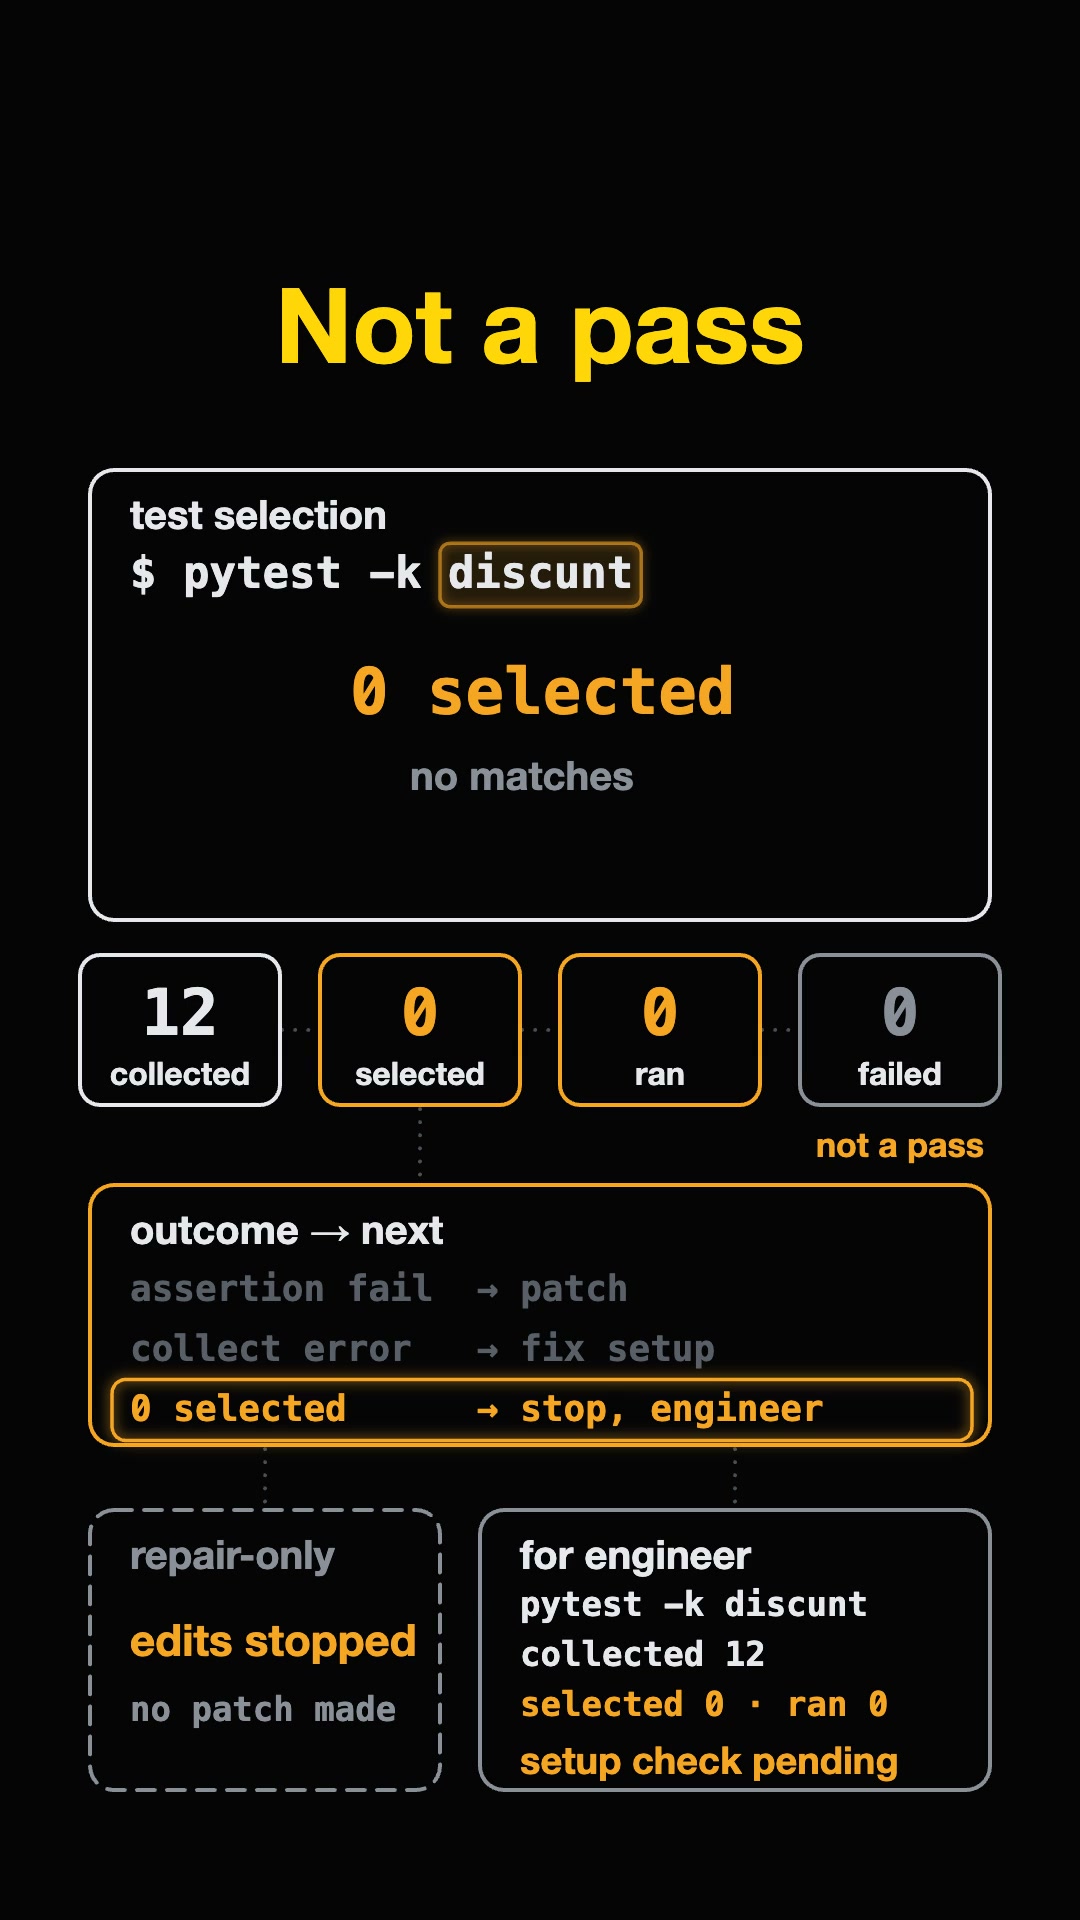 Not a pass
test selection
$ pytest -k discunt
0 selected
no matches
12
collected
0
selected
0
ran
0
failed
not a pass
outcome → next
assertion fail → patch
collect error → fix setup
0 selected → stop, engineer
repair-only
edits stopped
no patch made
for engineer
pytest -k discunt
collected 12
selected 0 · ran 0
setup check pending